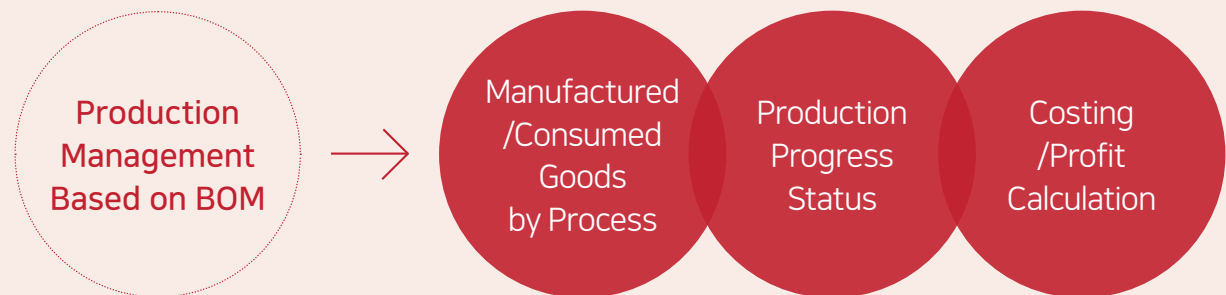 Production
Management
Based on BOM
Manufactured
/Consumed
Goods
by Process
Production
Progress
Status
Costing
/Profit
Calculation